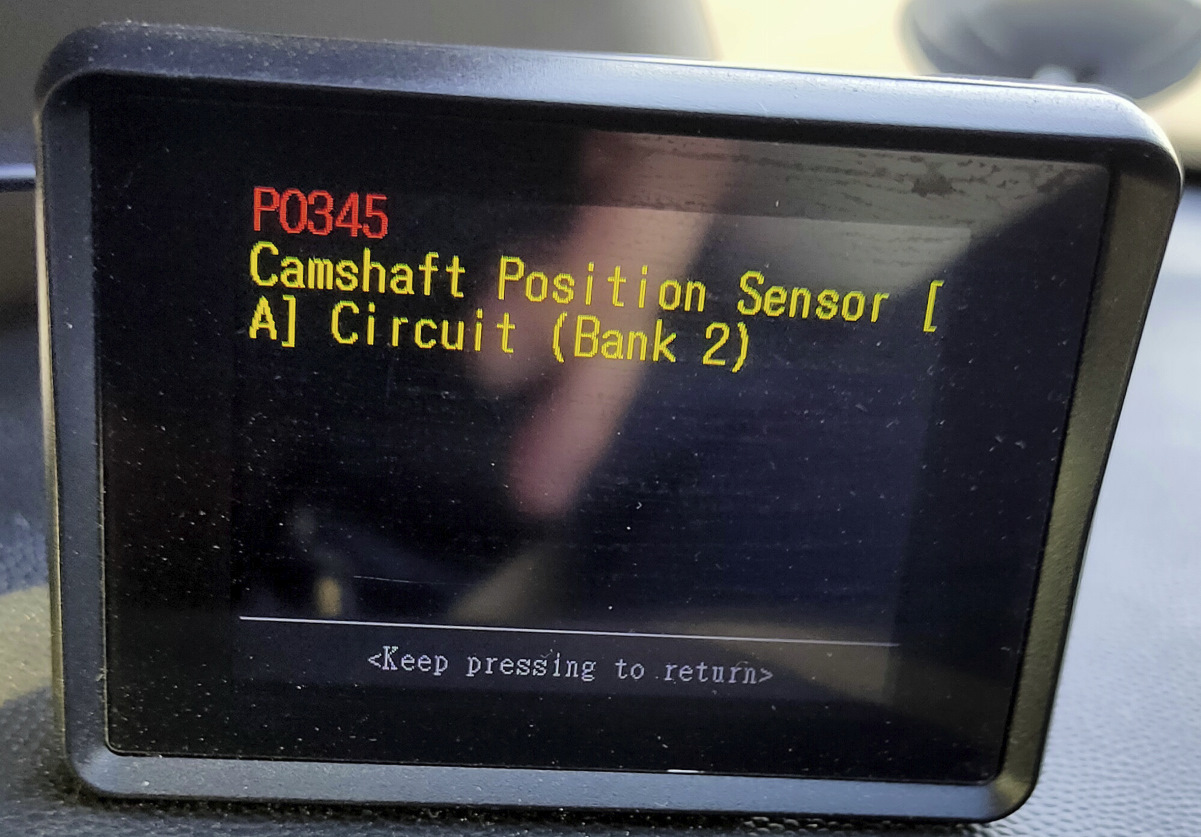 P0345
Camshaft Position Sensor [
A] Circuit (Bank 2)
<Keep pressing to return>